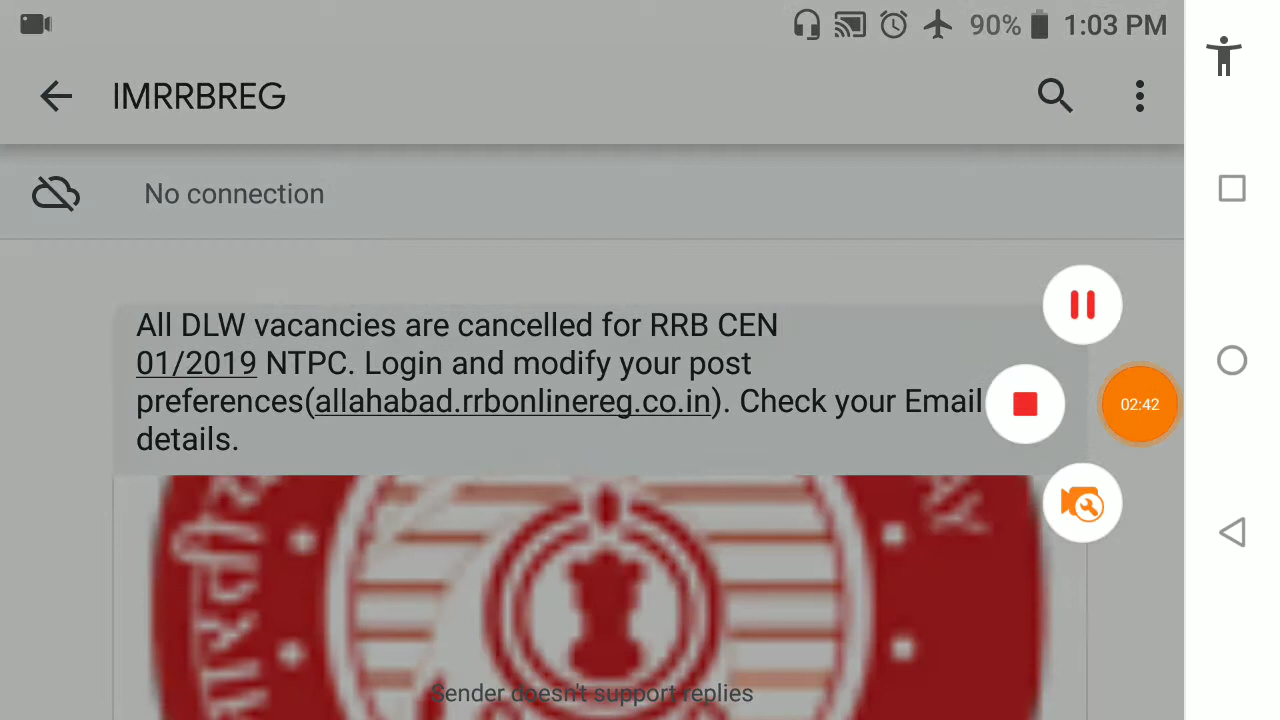 90% 1:03 PM
IMRRBREG
No connection
All DLW vacancies are cancelled for RRB CEN
01/2019 NTPC. Login and modify your post
preferences(allahabad.rrbonlinereg.co.in). Check your Email
details.
02:42
Sender doesn't support replies